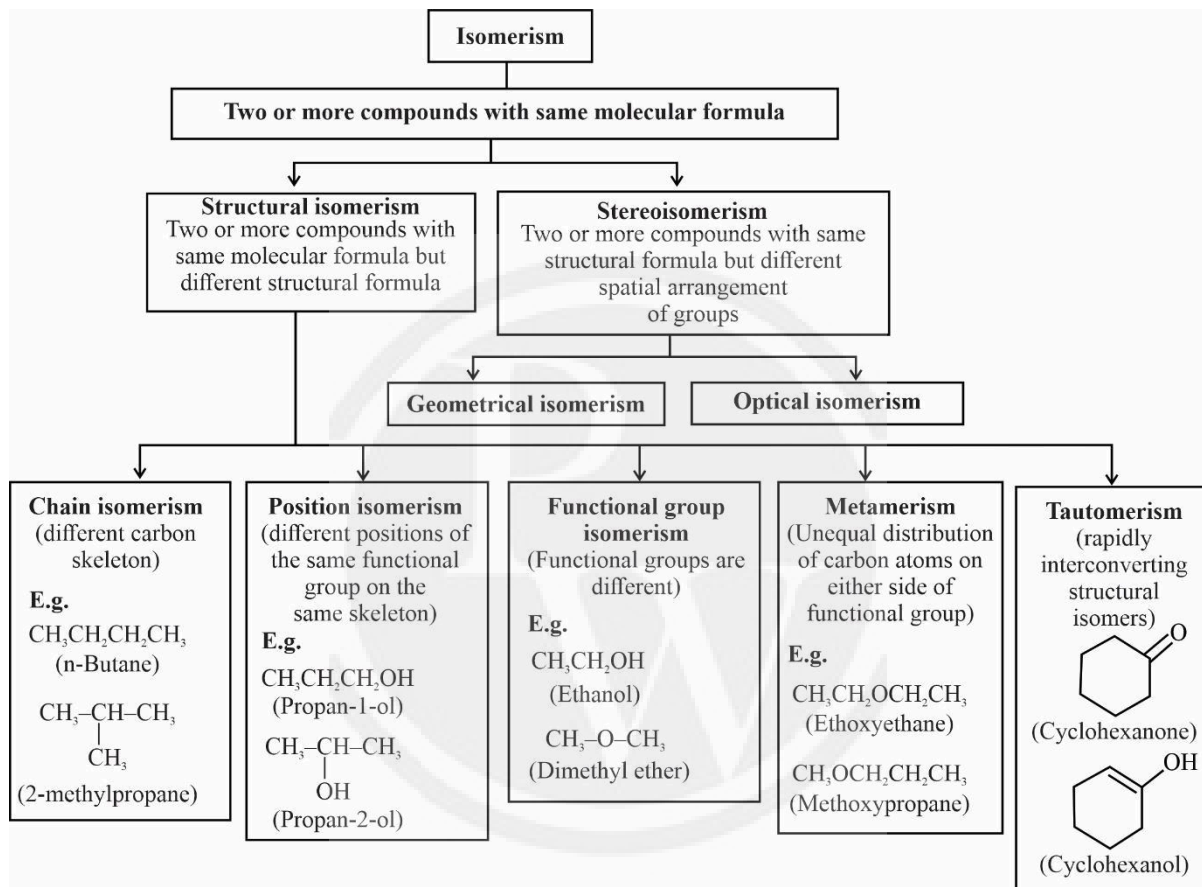 Isomerism
Two or more compounds with same molecular formula
Structural isomerism
Two or more compounds with
same molecular formula but
different structural formula
Stereoisomerism
Two or more compounds with same
structural formula but different
spatial arrangement
of groups
Geometrical isomerism
Optical isomerism
Chain isomerism
(different carbon
skeleton)
E.g.
CH₃CH₂CH₂CH₃
(n-Butane)
CH₃–CH–CH₃
CH₃
(2-methylpropane)
Position isomerism
(different positions of
the same functional
group on the
same skeleton)
E.g.
CH₃CH₂CH₂OH
(Propan-1-ol)
CH₃–CH–CH₃
OH
(Propan-2-ol)
Functional group
isomerism
(Functional groups are
different)
E.g.
CH₃CH₂OH
(Ethanol)
CH₃–O–CH₃
(Dimethyl ether)
Metamerism
(Unequal distribution
of carbon atoms on
either side of
functional group)
E.g.
CH₃CH₂OCH₂CH₃
(Ethoxyethane)
CH₃OCH₂CH₂CH₃
(Methoxypropane)
Tautomerism
(rapidly
interconverting
structural
isomers)
O
(Cyclohexanone)
OH
(Cyclohexanol)
PW